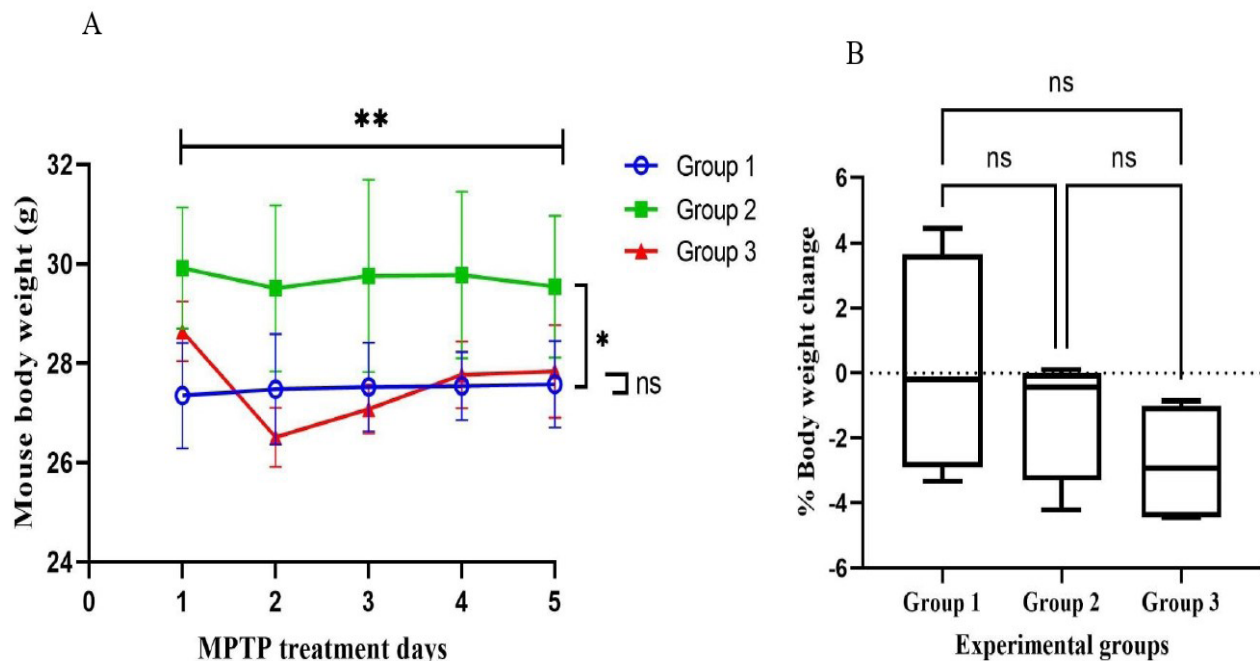 A
**
32
30
28
26
24
Mouse body weight (g)
0
1
2
3
4
5
MPTP treatment days
Group 1
Group 2
Group 3
*
ns
B
ns
ns
ns
6
4
2
0
-2
-4
-6
% Body weight change
Group 1
Group 2
Group 3
Experimental groups